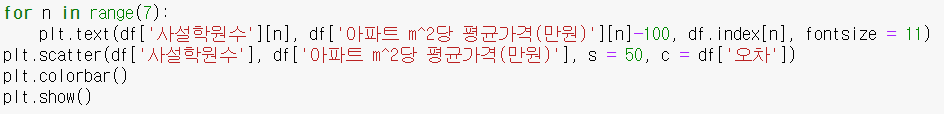 for n in range(7):
    plt.text(df['사설학원수'][n], df['아파트 m^2당 평균가격(만원)'][n]-100, df.index[n], fontsize = 11)
plt.scatter(df['사설학원수'], df['아파트 m^2당 평균가격(만원)'], s = 50, c = df['오차'])
plt.colorbar()
plt.show()